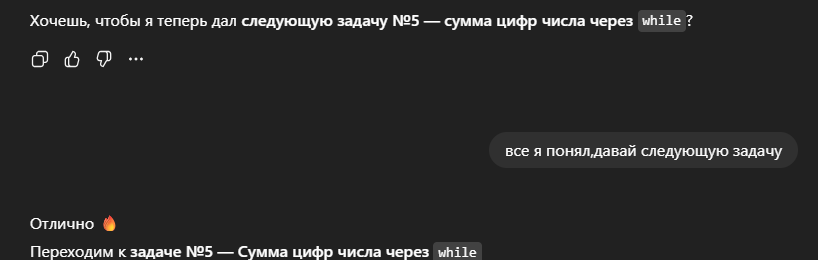 Хочешь, чтобы я теперь дал следующую задачу №5 — сумма цифр числа через while?
все я понял,давай следующую задачу
Отлично 🔥
Переходим к задаче №5 — Сумма цифр числа через while